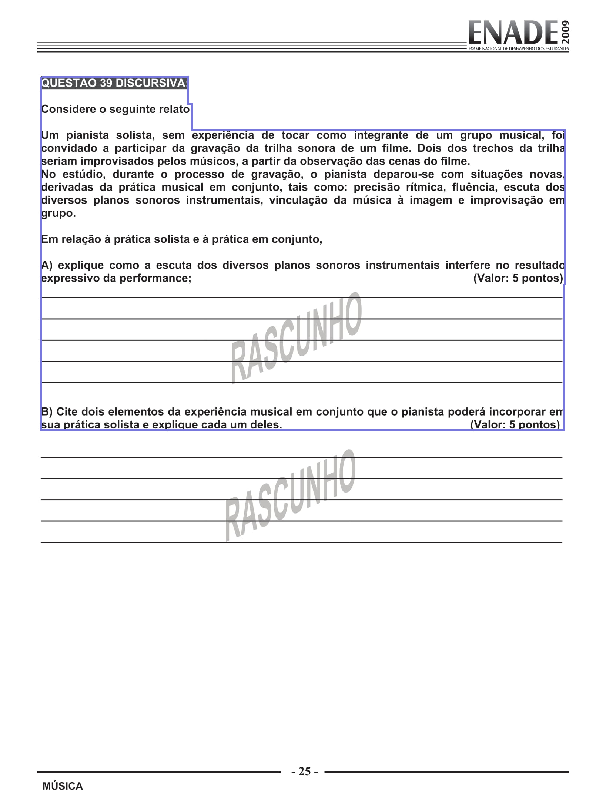 ENADE 2009
EXAME NACIONAL DE DESEMPENHO DOS ESTUDANTES
QUESTÃO 39 DISCURSIVA
Considere o seguinte relato
Um pianista solista, sem experiência de tocar como integrante de um grupo musical, foi
convidado a participar da gravação da trilha sonora de um filme. Dois dos trechos da trilha
seriam improvisados pelos músicos, a partir da observação das cenas do filme.
No estúdio, durante o processo de gravação, o pianista deparou-se com situações novas,
derivadas da prática musical em conjunto, tais como: precisão rítmica, fluência, escuta dos
diversos planos sonoros instrumentais, vinculação da música à imagem e improvisação em
grupo.
Em relação à prática solista e à prática em conjunto,
A) explique como a escuta dos diversos planos sonoros instrumentais interfere no resultado
expressivo da performance; (Valor: 5 pontos)
RASCUNHO
B) Cite dois elementos da experiência musical em conjunto que o pianista poderá incorporar em
sua prática solista e explique cada um deles. (Valor: 5 pontos)
RASCUNHO
- 25 -
MÚSICA